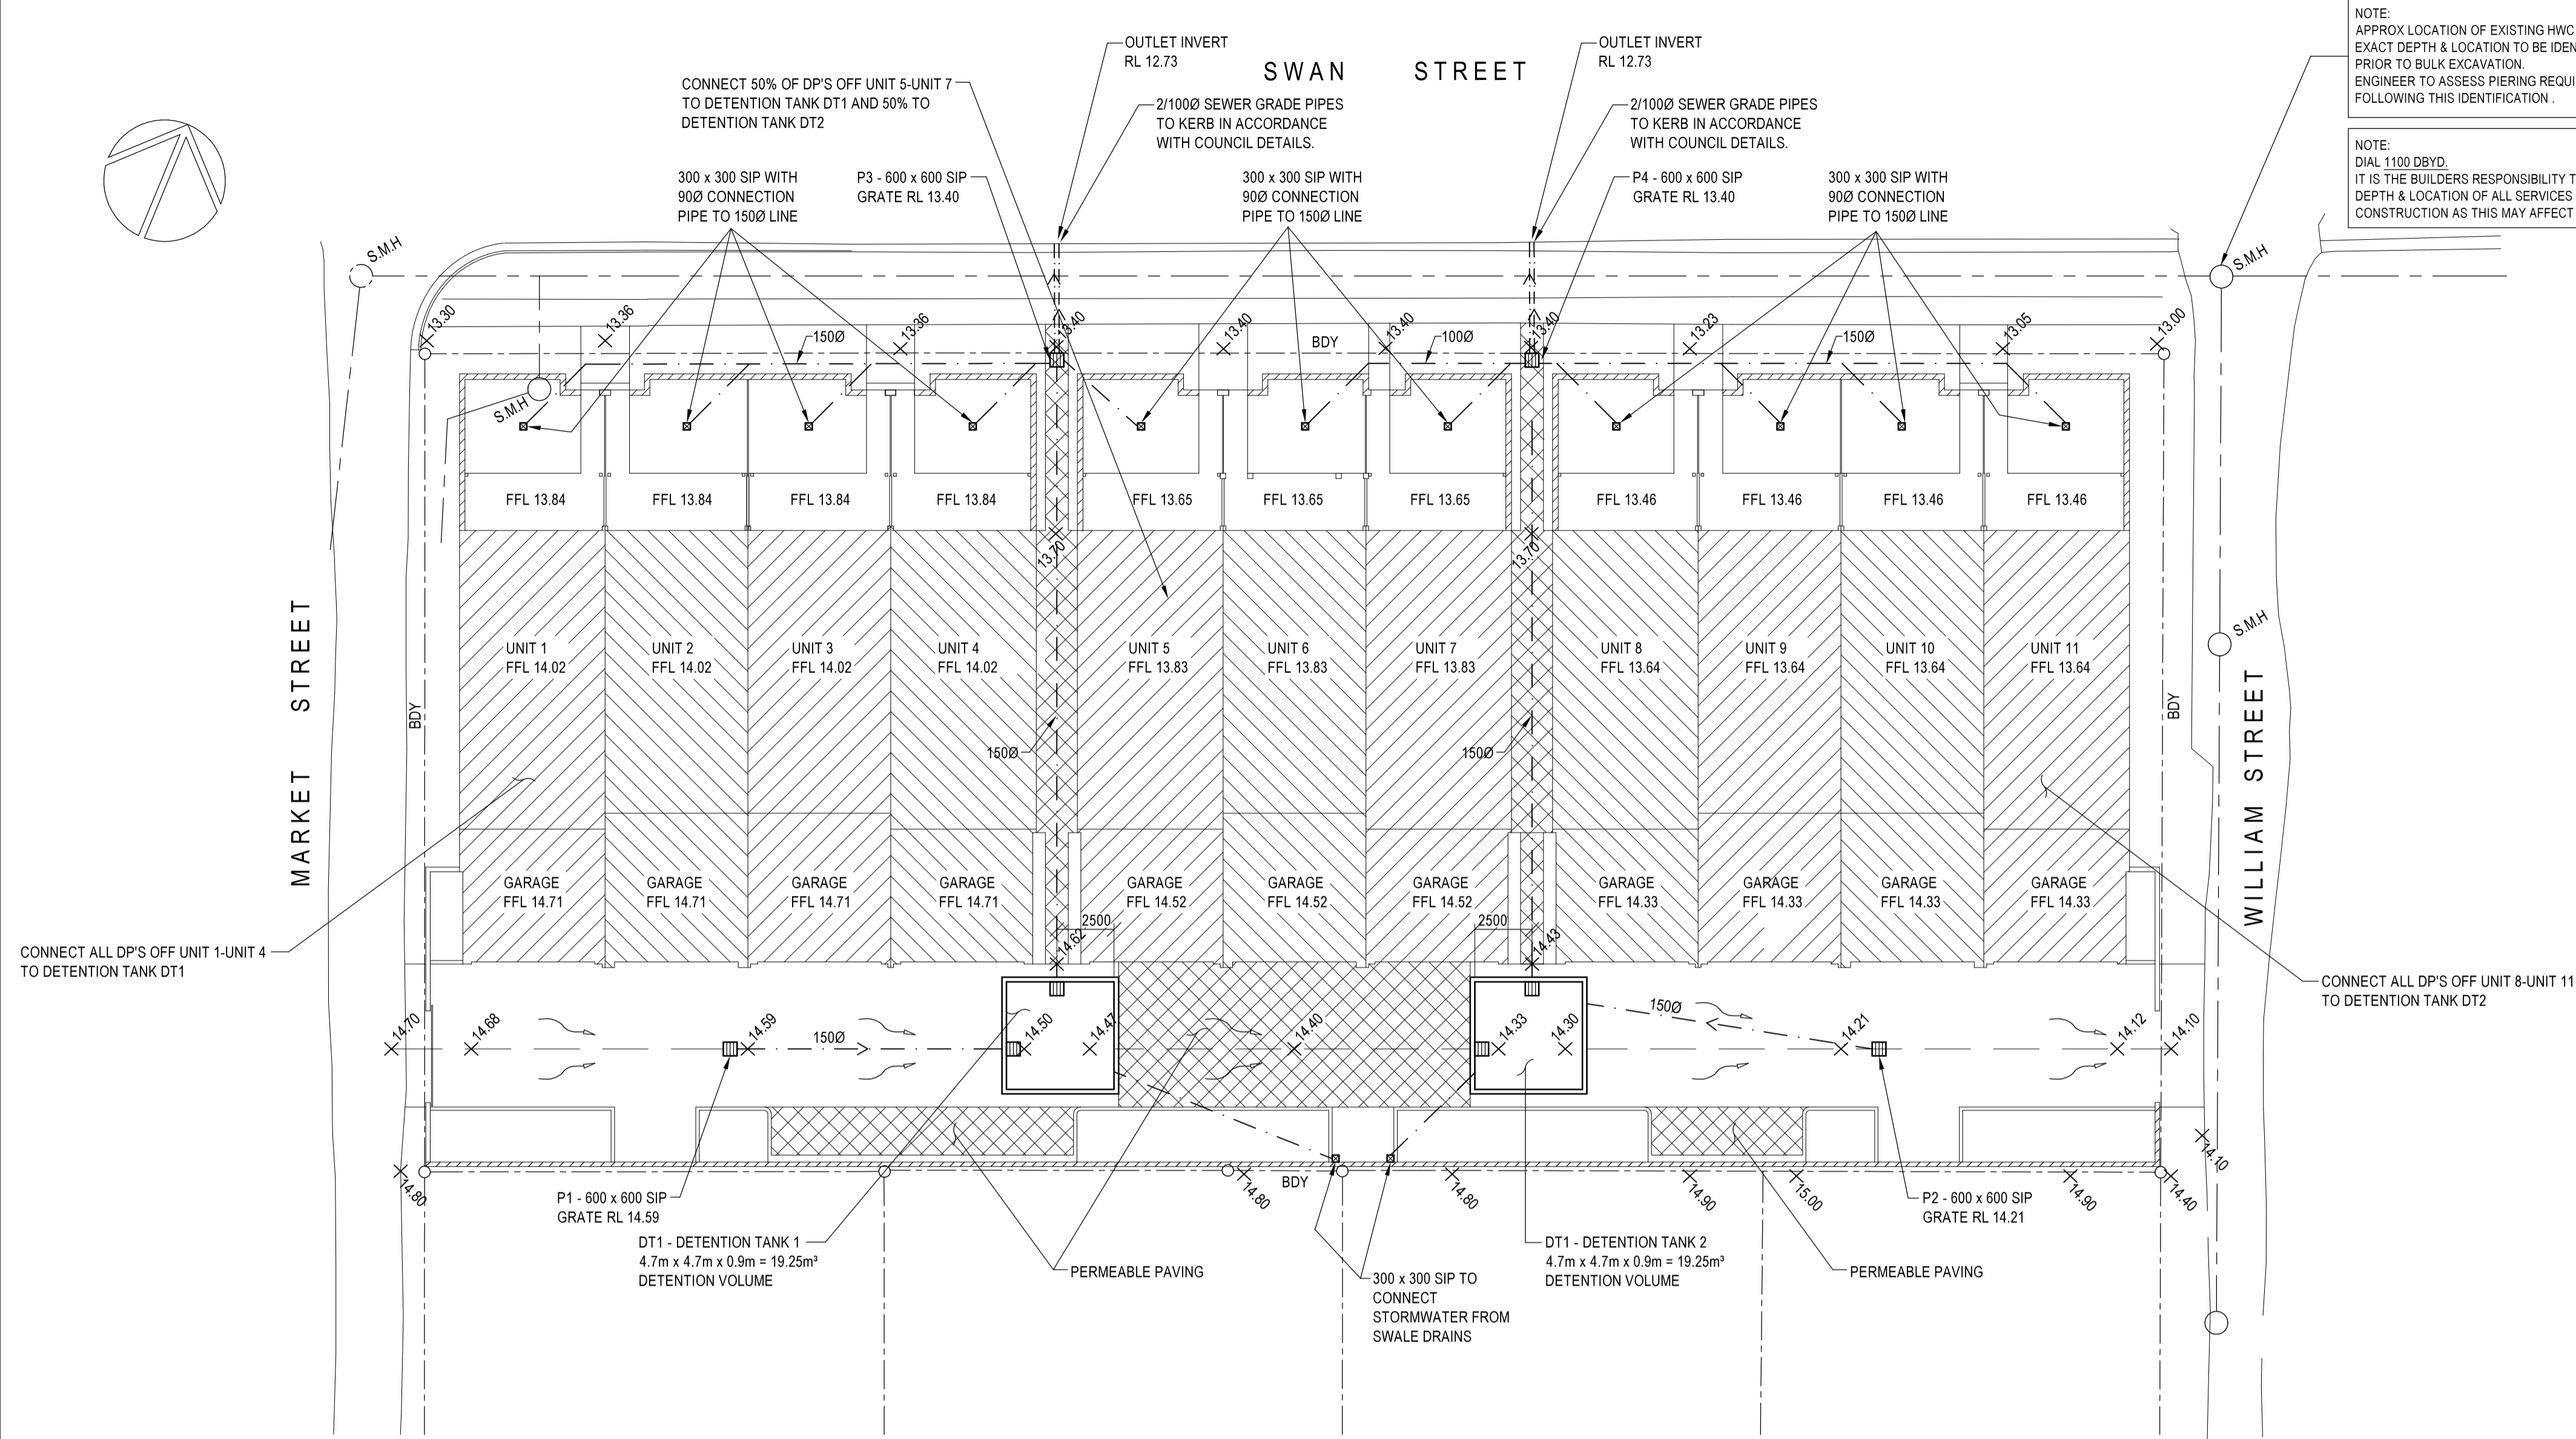 NOTE:
APPROX LOCATION OF EXISTING HWC
EXACT DEPTH & LOCATION TO BE IDEN
PRIOR TO BULK EXCAVATION.
ENGINEER TO ASSESS PIERING REQUI
FOLLOWING THIS IDENTIFICATION .
NOTE:
DIAL 1100 DBYD.
IT IS THE BUILDERS RESPONSIBILITY T
DEPTH & LOCATION OF ALL SERVICES
CONSTRUCTION AS THIS MAY AFFECT
SWAN STREET
OUTLET INVERT
RL 12.73
OUTLET INVERT
RL 12.73
CONNECT 50% OF DP'S OFF UNIT 5-UNIT 7
TO DETENTION TANK DT1 AND 50% TO
DETENTION TANK DT2
2/100Ø SEWER GRADE PIPES
TO KERB IN ACCORDANCE
WITH COUNCIL DETAILS.
2/100Ø SEWER GRADE PIPES
TO KERB IN ACCORDANCE
WITH COUNCIL DETAILS.
300 x 300 SIP WITH
90Ø CONNECTION
PIPE TO 150Ø LINE
P3 - 600 x 600 SIP
GRATE RL 13.40
300 x 300 SIP WITH
90Ø CONNECTION
PIPE TO 150Ø LINE
P4 - 600 x 600 SIP
GRATE RL 13.40
300 x 300 SIP WITH
90Ø CONNECTION
PIPE TO 150Ø LINE
S.M.H
S.M.H
13.30
13.36
13.36
13.40
13.40
13.40
13.40
13.23
13.05
13.00
150Ø
BDY
100Ø
150Ø
S.M.H
FFL 13.84
FFL 13.84
FFL 13.84
FFL 13.84
FFL 13.65
FFL 13.65
FFL 13.65
FFL 13.46
FFL 13.46
FFL 13.46
FFL 13.46
13.70
13.70
S.M.H
MARKET STREET
BDY
UNIT 1
FFL 14.02
UNIT 2
FFL 14.02
UNIT 3
FFL 14.02
UNIT 4
FFL 14.02
UNIT 5
FFL 13.83
UNIT 6
FFL 13.83
UNIT 7
FFL 13.83
UNIT 8
FFL 13.64
UNIT 9
FFL 13.64
UNIT 10
FFL 13.64
UNIT 11
FFL 13.64
BDY
WILLIAM STREET
150Ø
150Ø
GARAGE
FFL 14.71
GARAGE
FFL 14.71
GARAGE
FFL 14.71
GARAGE
FFL 14.71
GARAGE
FFL 14.52
GARAGE
FFL 14.52
GARAGE
FFL 14.52
GARAGE
FFL 14.33
GARAGE
FFL 14.33
GARAGE
FFL 14.33
GARAGE
FFL 14.33
2500
2500
14.62
14.43
CONNECT ALL DP'S OFF UNIT 1-UNIT 4
TO DETENTION TANK DT1
CONNECT ALL DP'S OFF UNIT 8-UNIT 11
TO DETENTION TANK DT2
14.70
14.68
14.59
150Ø
14.50
14.47
14.40
14.33
14.30
150Ø
14.21
14.12
14.10
14.10
14.80
14.80
BDY
14.80
14.90
15.00
14.90
14.40
P1 - 600 x 600 SIP
GRATE RL 14.59
P2 - 600 x 600 SIP
GRATE RL 14.21
DT1 - DETENTION TANK 1
4.7m x 4.7m x 0.9m = 19.25m³
DETENTION VOLUME
PERMEABLE PAVING
300 x 300 SIP TO
CONNECT
STORMWATER FROM
SWALE DRAINS
DT1 - DETENTION TANK 2
4.7m x 4.7m x 0.9m = 19.25m³
DETENTION VOLUME
PERMEABLE PAVING